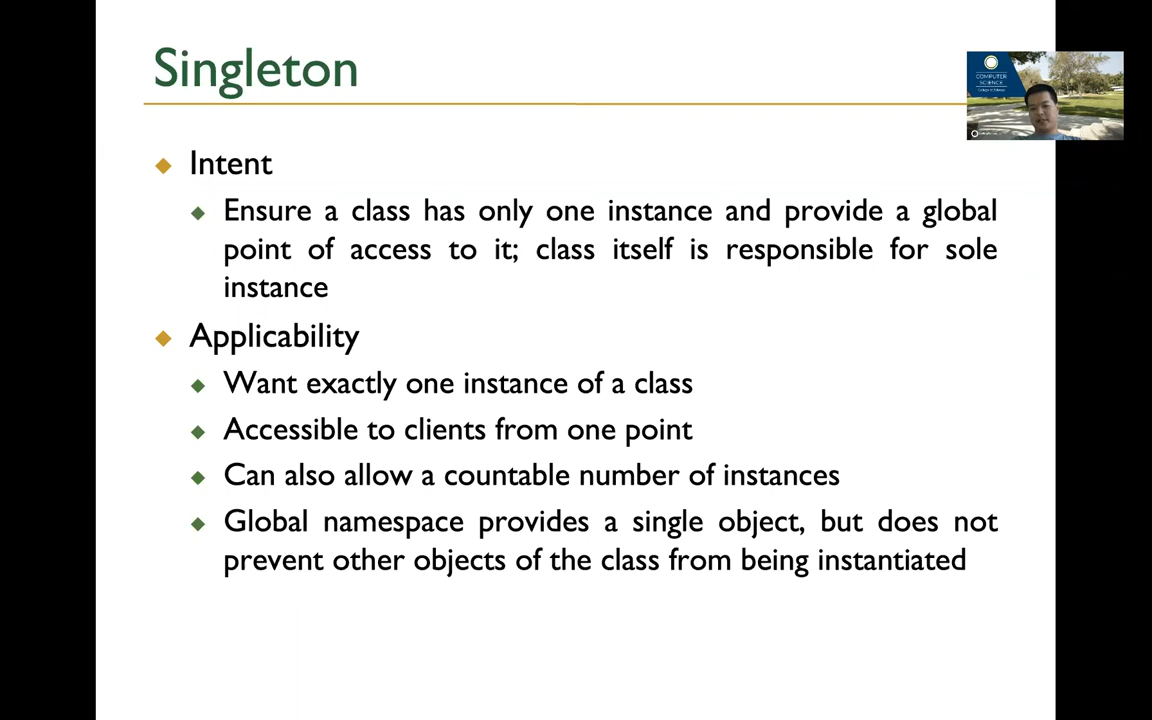 Singleton
COMPUTER
SCIENCE
Intent
Ensure a class has only one instance and provide a global
point of access to it; class itself is responsible for sole
instance
Applicability
Want exactly one instance of a class
Accessible to clients from one point
Can also allow a countable number of instances
Global namespace provides a single object, but does not
prevent other objects of the class from being instantiated